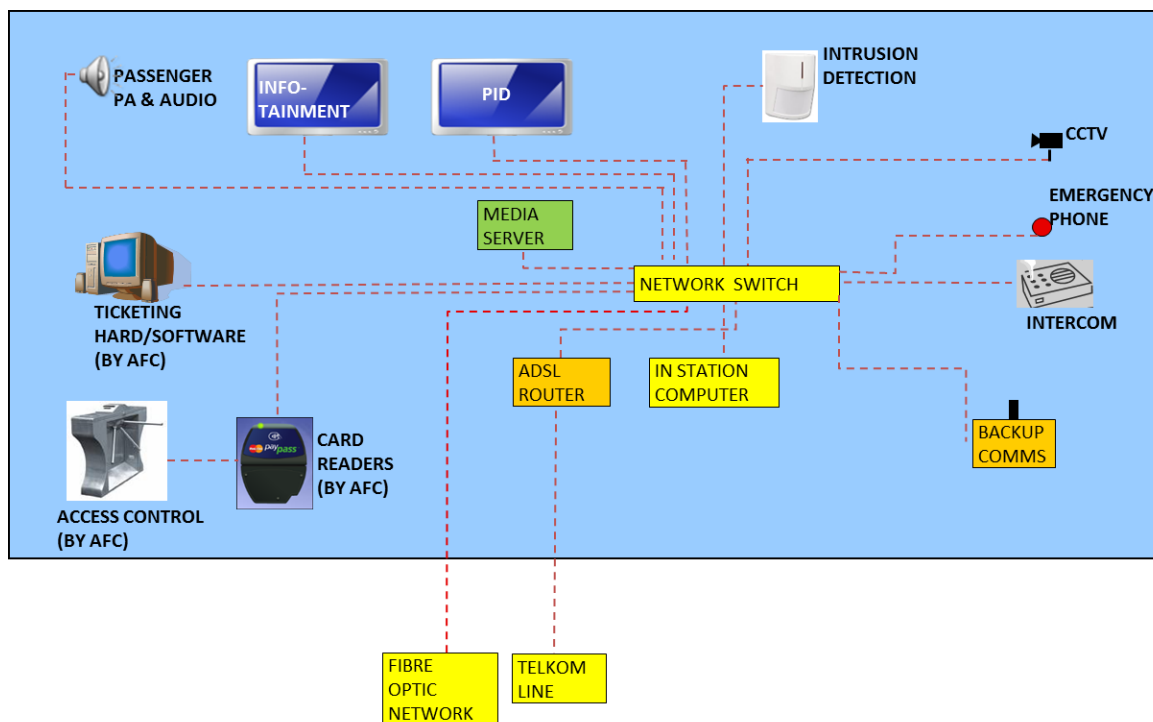 PASSENGER
PA & AUDIO
INFO-
TAINMENT
PID
INTRUSION
DETECTION
CCTV
EMERGENCY
PHONE
MEDIA
SERVER
NETWORK SWITCH
INTERCOM
TICKETING
HARD/SOFTWARE
(BY AFC)
ADSL
ROUTER
IN STATION
COMPUTER
BACKUP
COMMS
paypass
CARD
READERS
(BY AFC)
ACCESS CONTROL
(BY AFC)
FIBRE
OPTIC
NETWORK
TELKOM
LINE